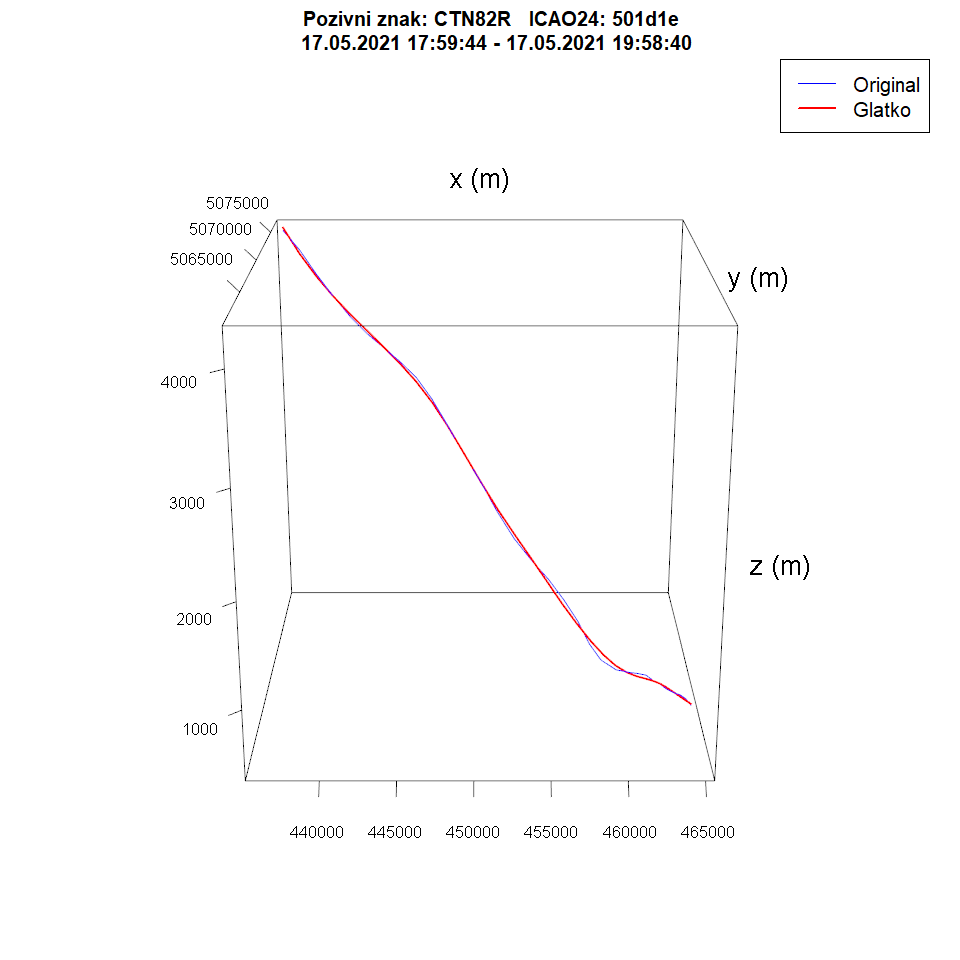 Pozivni znak: CTN82R ICAO24: 501d1e
17.05.2021 17:59:44 - 17.05.2021 19:58:40
Original
Glatko
x (m)
5075000
5070000
5065000
y (m)
4000
3000
z (m)
2000
1000
440000 445000 450000 455000 460000 465000